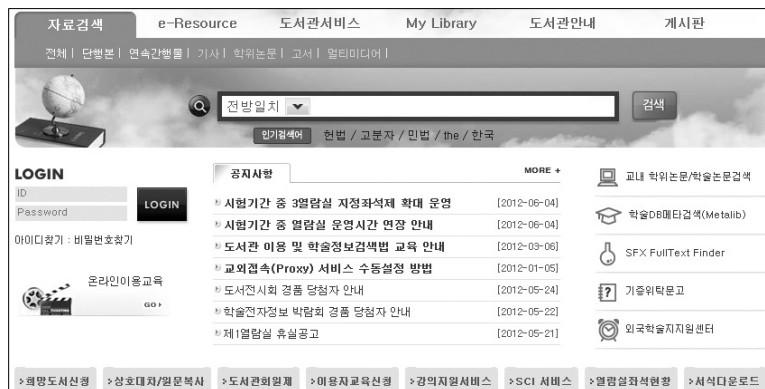 자료검색 e-Resource 도서관서비스 My Library 도서관안내 게시판
전체 | 단행본 | 연속간행물 | 기사 | 학위논문 | 고서 | 멀티미디어 |
전방일치 검색
인기검색어 헌법 / 고분자 / 민법 / the / 한국
LOGIN
ID
Password
LOGIN
아이디찾기 : 비밀번호찾기
온라인이용교육
GO
공지사항 MORE +
시험기간 중 3열람실 지정좌석제 확대 운영 [2012-06-04]
시험기간 중 열람실 운영시간 연장 안내 [2012-06-04]
도서관 이용 및 학술정보검색법 교육 안내 [2012-03-06]
교외접속(Proxy) 서비스 수동설정 방법 [2012-01-05]
도서전시회 경품 당첨자 안내 [2012-05-24]
학술전자정보 박람회 경품 당첨자 안내 [2012-05-22]
제1열람실 휴실공고 [2012-05-21]
교내 학위논문/학술논문검색
학술DB메타검색(Metalib)
SFX FullText Finder
기증위탁문고
외국학술지지원센터
>희망도서신청 >상호대차/원문복사 >도서관회원제 >이용자교육신청 >강의지원서비스 >SCI 서비스 >열람실좌석현황 >서식다운로드